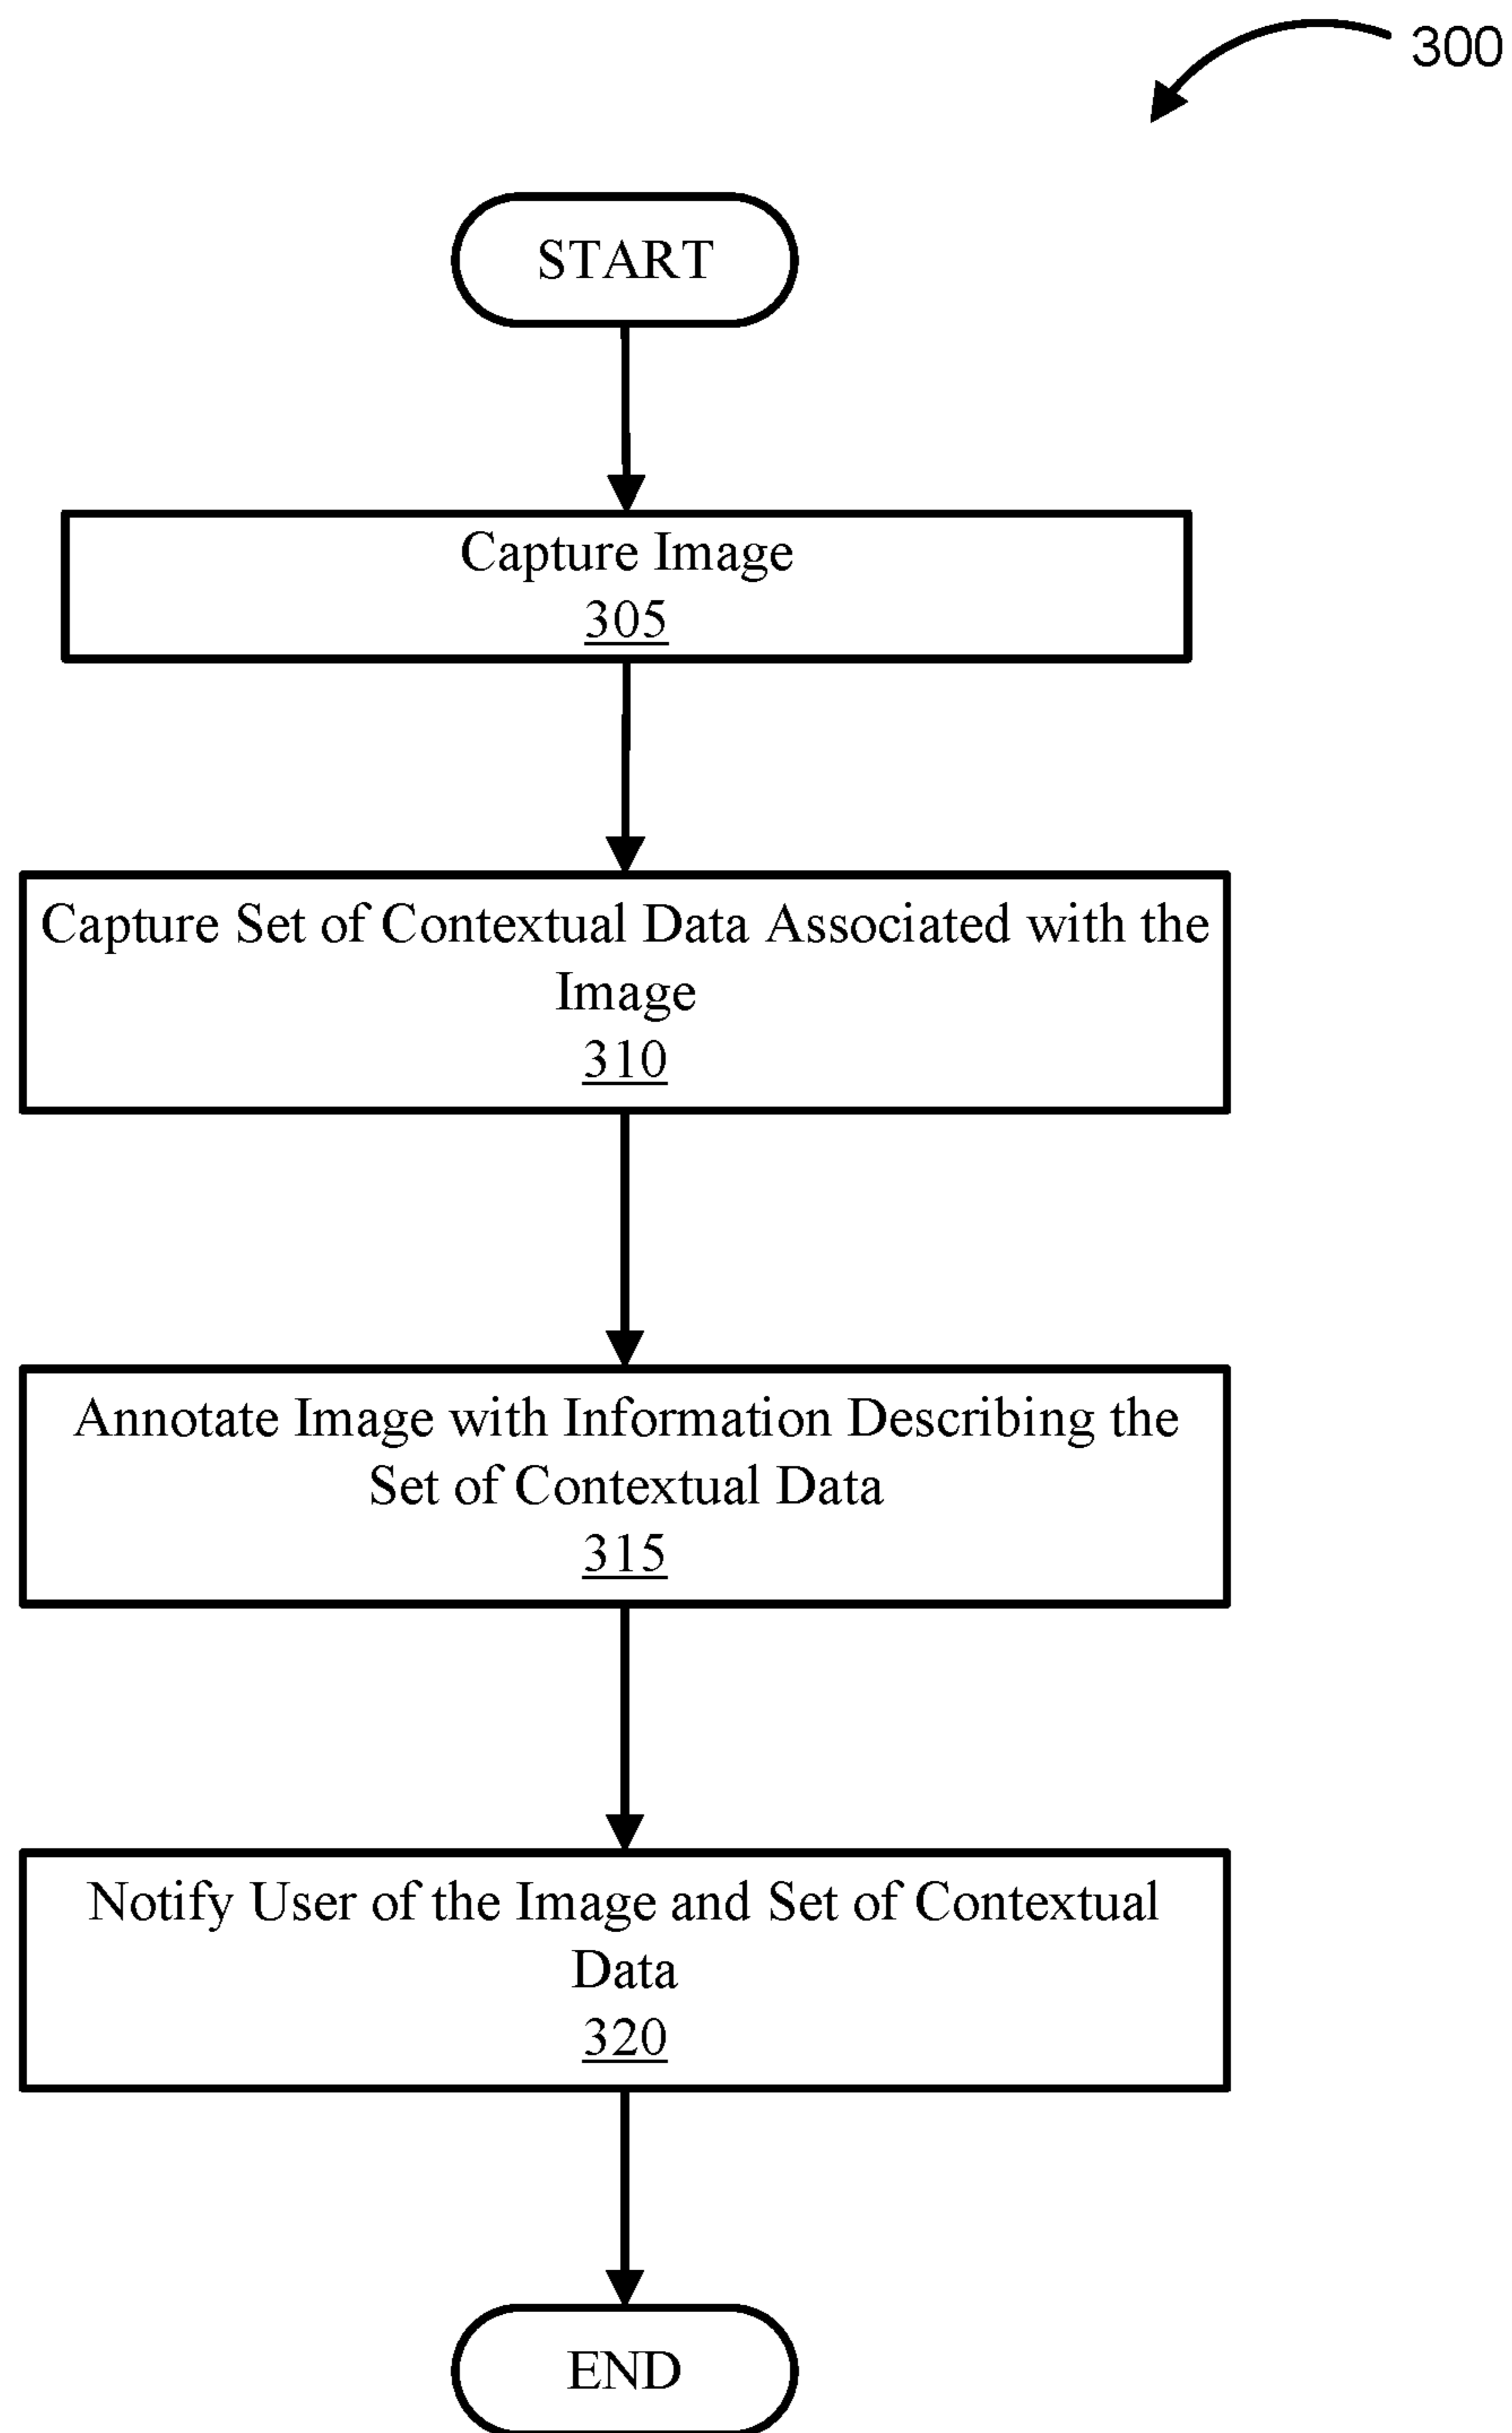 300
START
Capture Image
305
Capture Set of Contextual Data Associated with the
Image
310
Annotate Image with Information Describing the
Set of Contextual Data
315
Notify User of the Image and Set of Contextual
Data
320
END